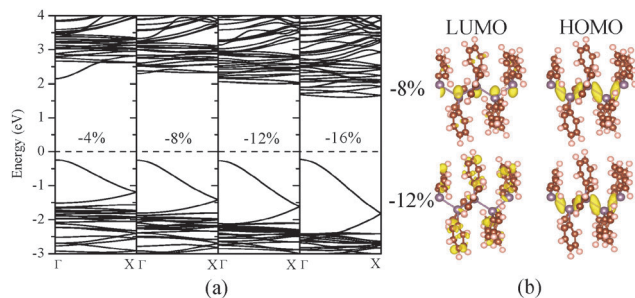 LUMO HOMO
4
3
2
1
0
-1
-2
-3
Energy (eV)
-4% -8% -12% -16%
Γ X Γ X Γ X Γ X
-8%
-12%
(a) (b)